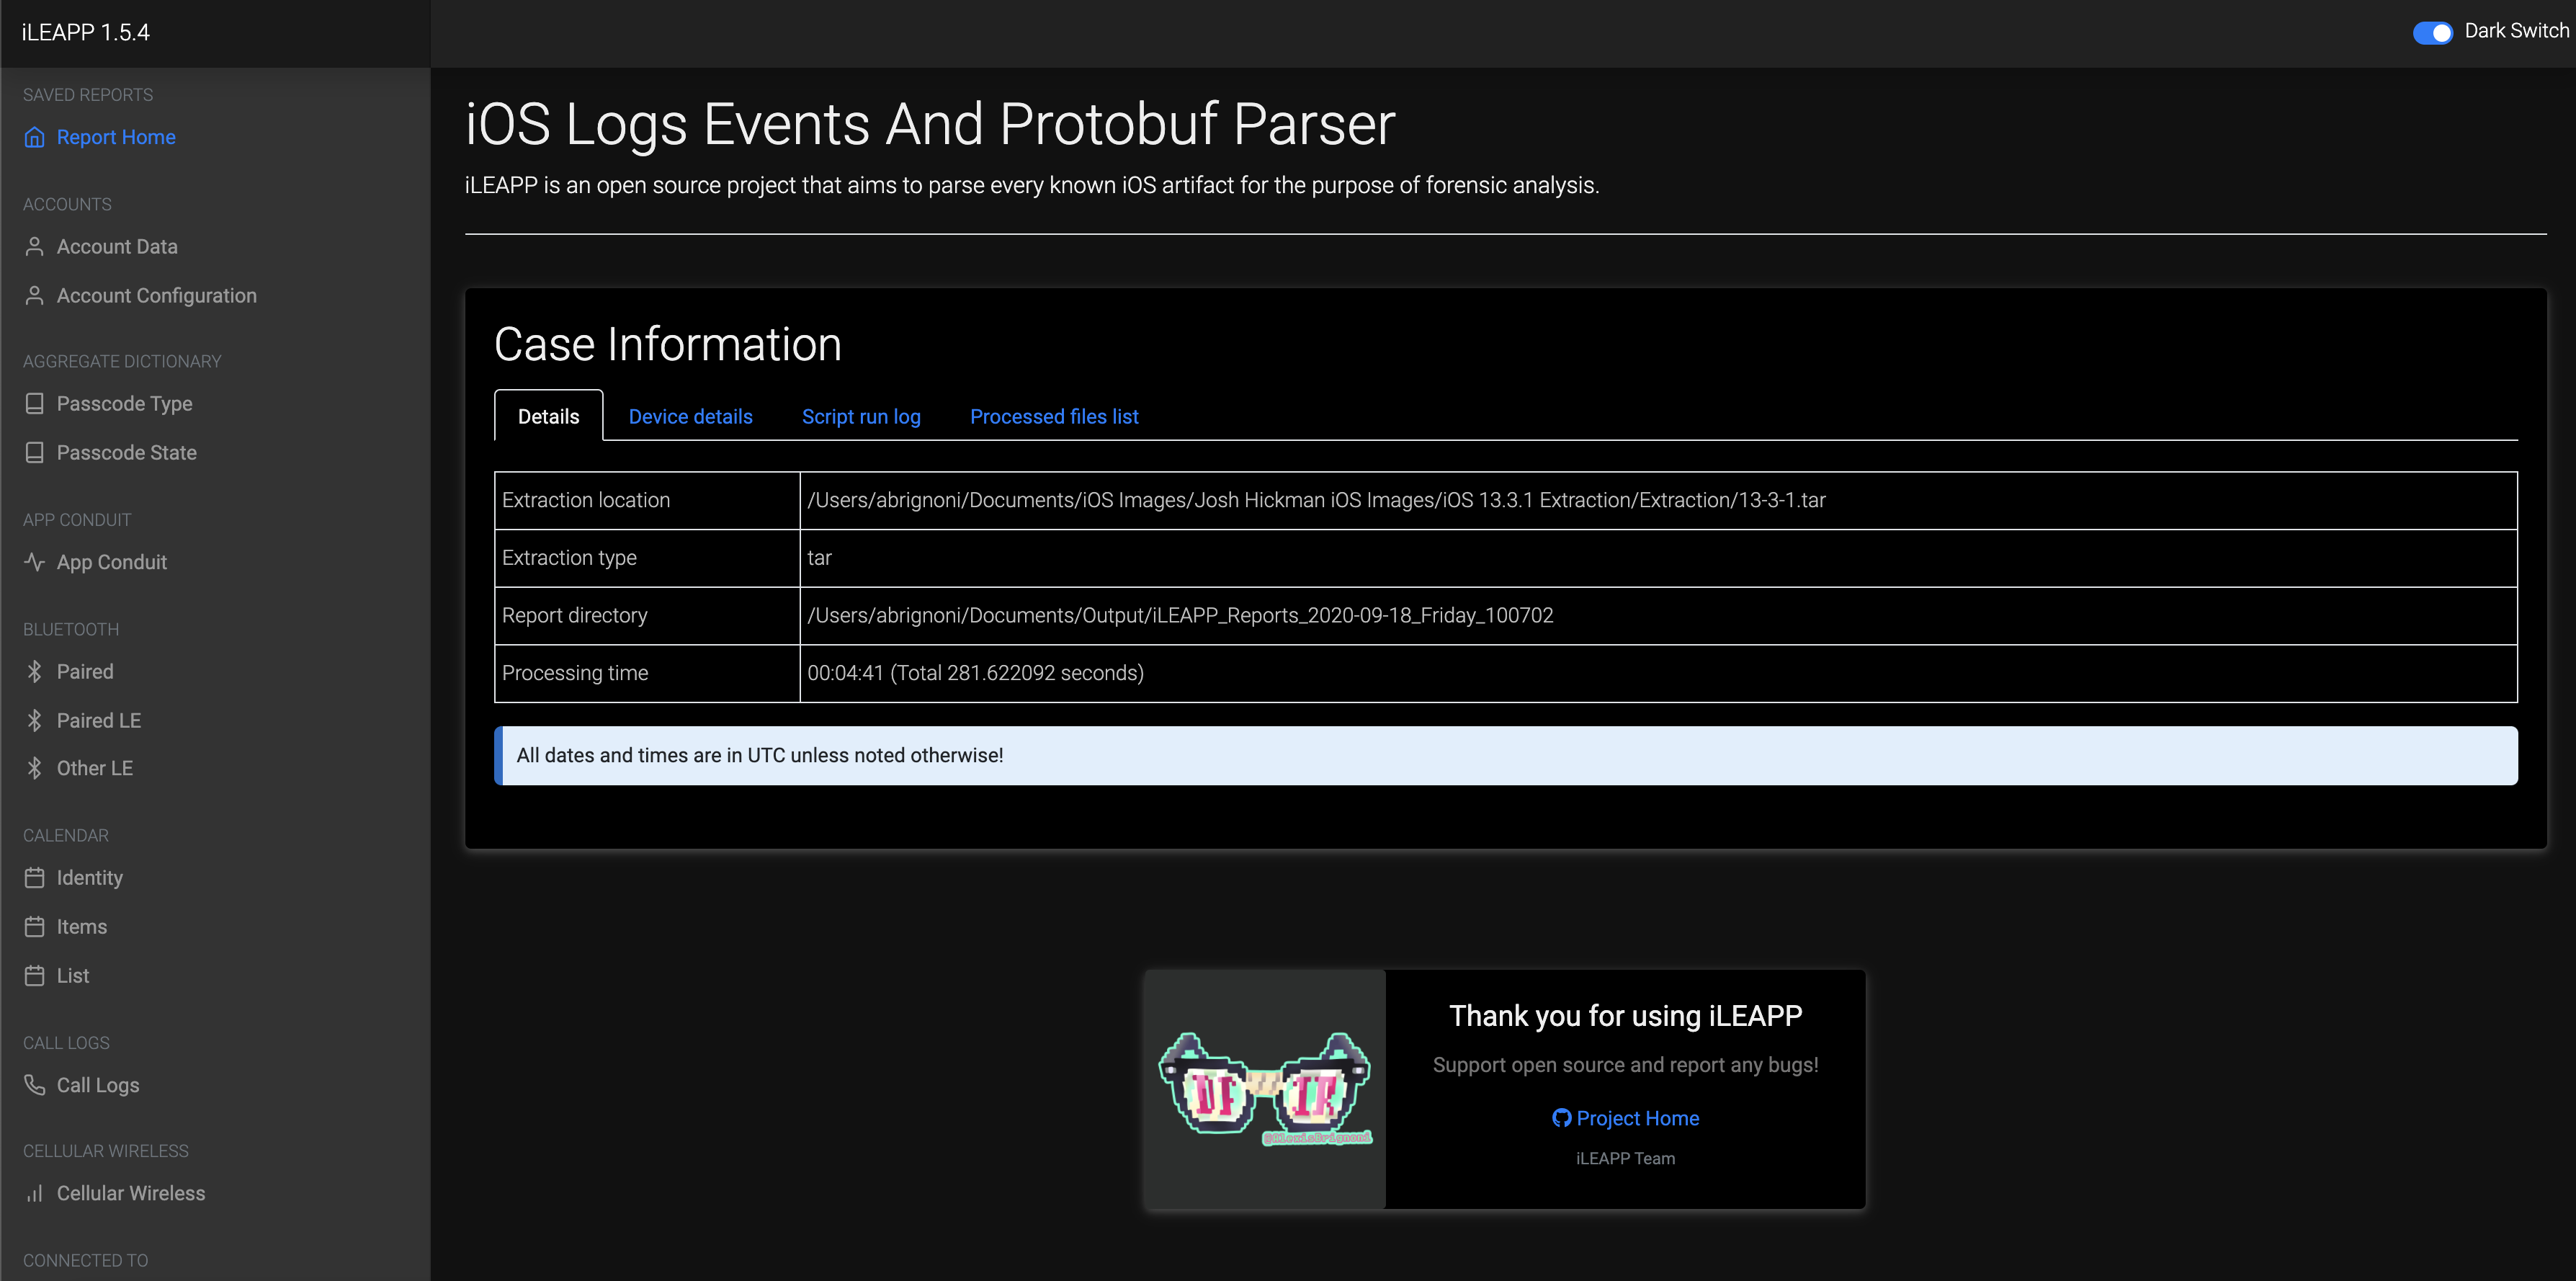 iLEAPP 1.5.4
Dark Switch
SAVED REPORTS
Report Home
ACCOUNTS
Account Data
Account Configuration
AGGREGATE DICTIONARY
Passcode Type
Passcode State
APP CONDUIT
App Conduit
BLUETOOTH
Paired
Paired LE
Other LE
CALENDAR
Identity
Items
List
CALL LOGS
Call Logs
CELLULAR WIRELESS
Cellular Wireless
CONNECTED TO
iOS Logs Events And Protobuf Parser
iLEAPP is an open source project that aims to parse every known iOS artifact for the purpose of forensic analysis.
Case Information
Details Device details Script run log Processed files list
Extraction location /Users/abrignoni/Documents/iOS Images/Josh Hickman iOS Images/iOS 13.3.1 Extraction/Extraction/13-3-1.tar
Extraction type tar
Report directory /Users/abrignoni/Documents/Output/iLEAPP_Reports_2020-09-18_Friday_100702
Processing time 00:04:41 (Total 281.622092 seconds)
All dates and times are in UTC unless noted otherwise!
DF IR
@AlexisBrignoni
Thank you for using iLEAPP
Support open source and report any bugs!
Project Home
iLEAPP Team